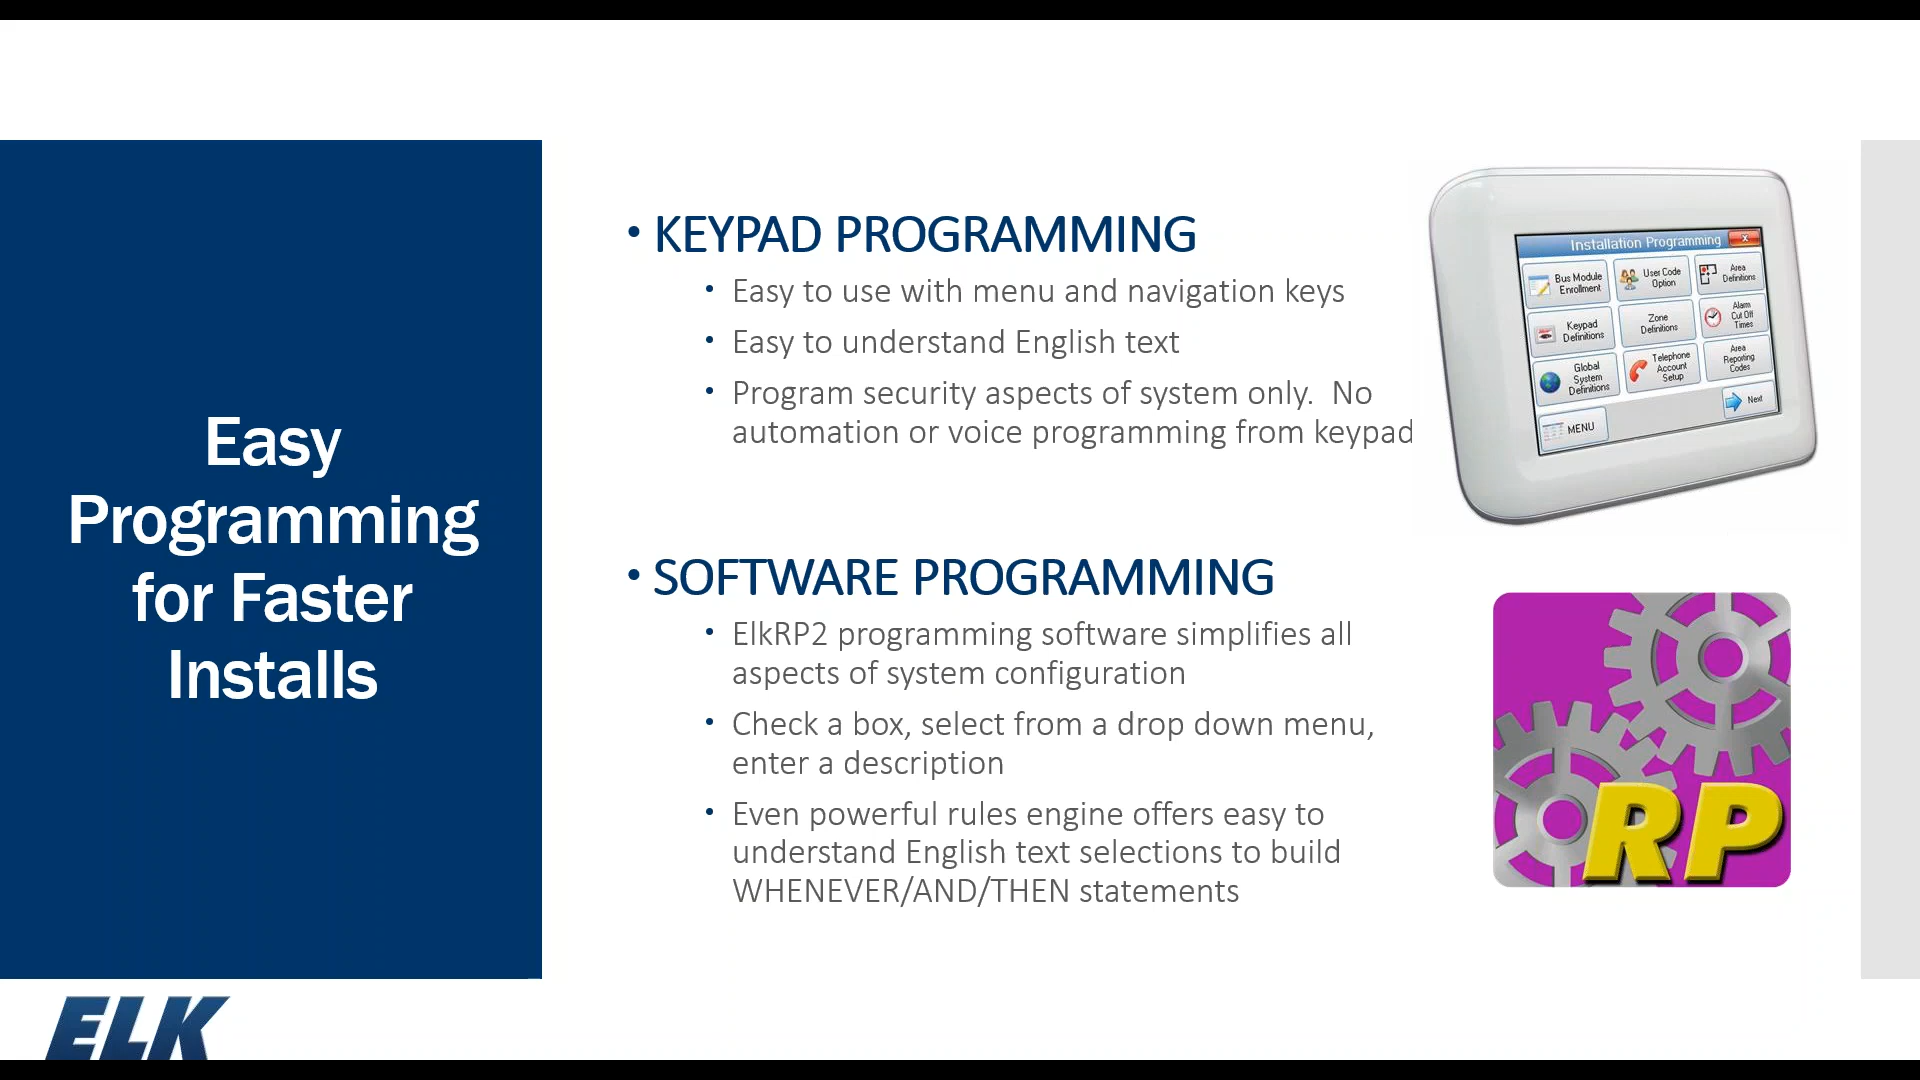 Easy
Programming
for Faster
Installs
• KEYPAD PROGRAMMING
• Easy to use with menu and navigation keys
• Easy to understand English text
• Program security aspects of system only.  No
automation or voice programming from keypad
• SOFTWARE PROGRAMMING
• ElkRP2 programming software simplifies all
aspects of system configuration
• Check a box, select from a drop down menu,
enter a description
• Even powerful rules engine offers easy to
understand English text selections to build
WHENEVER/AND/THEN statements
Installation Programming X
Bus Module
Enrollment
User Code
Option
Area
Definitions
Keypad
Definitions
Zone
Definitions
Alarm
Cut Off
Times
Global
System
Definitions
Telephone
Account
Setup
Area
Reporting
Codes
MENU
Next
RP
ELK